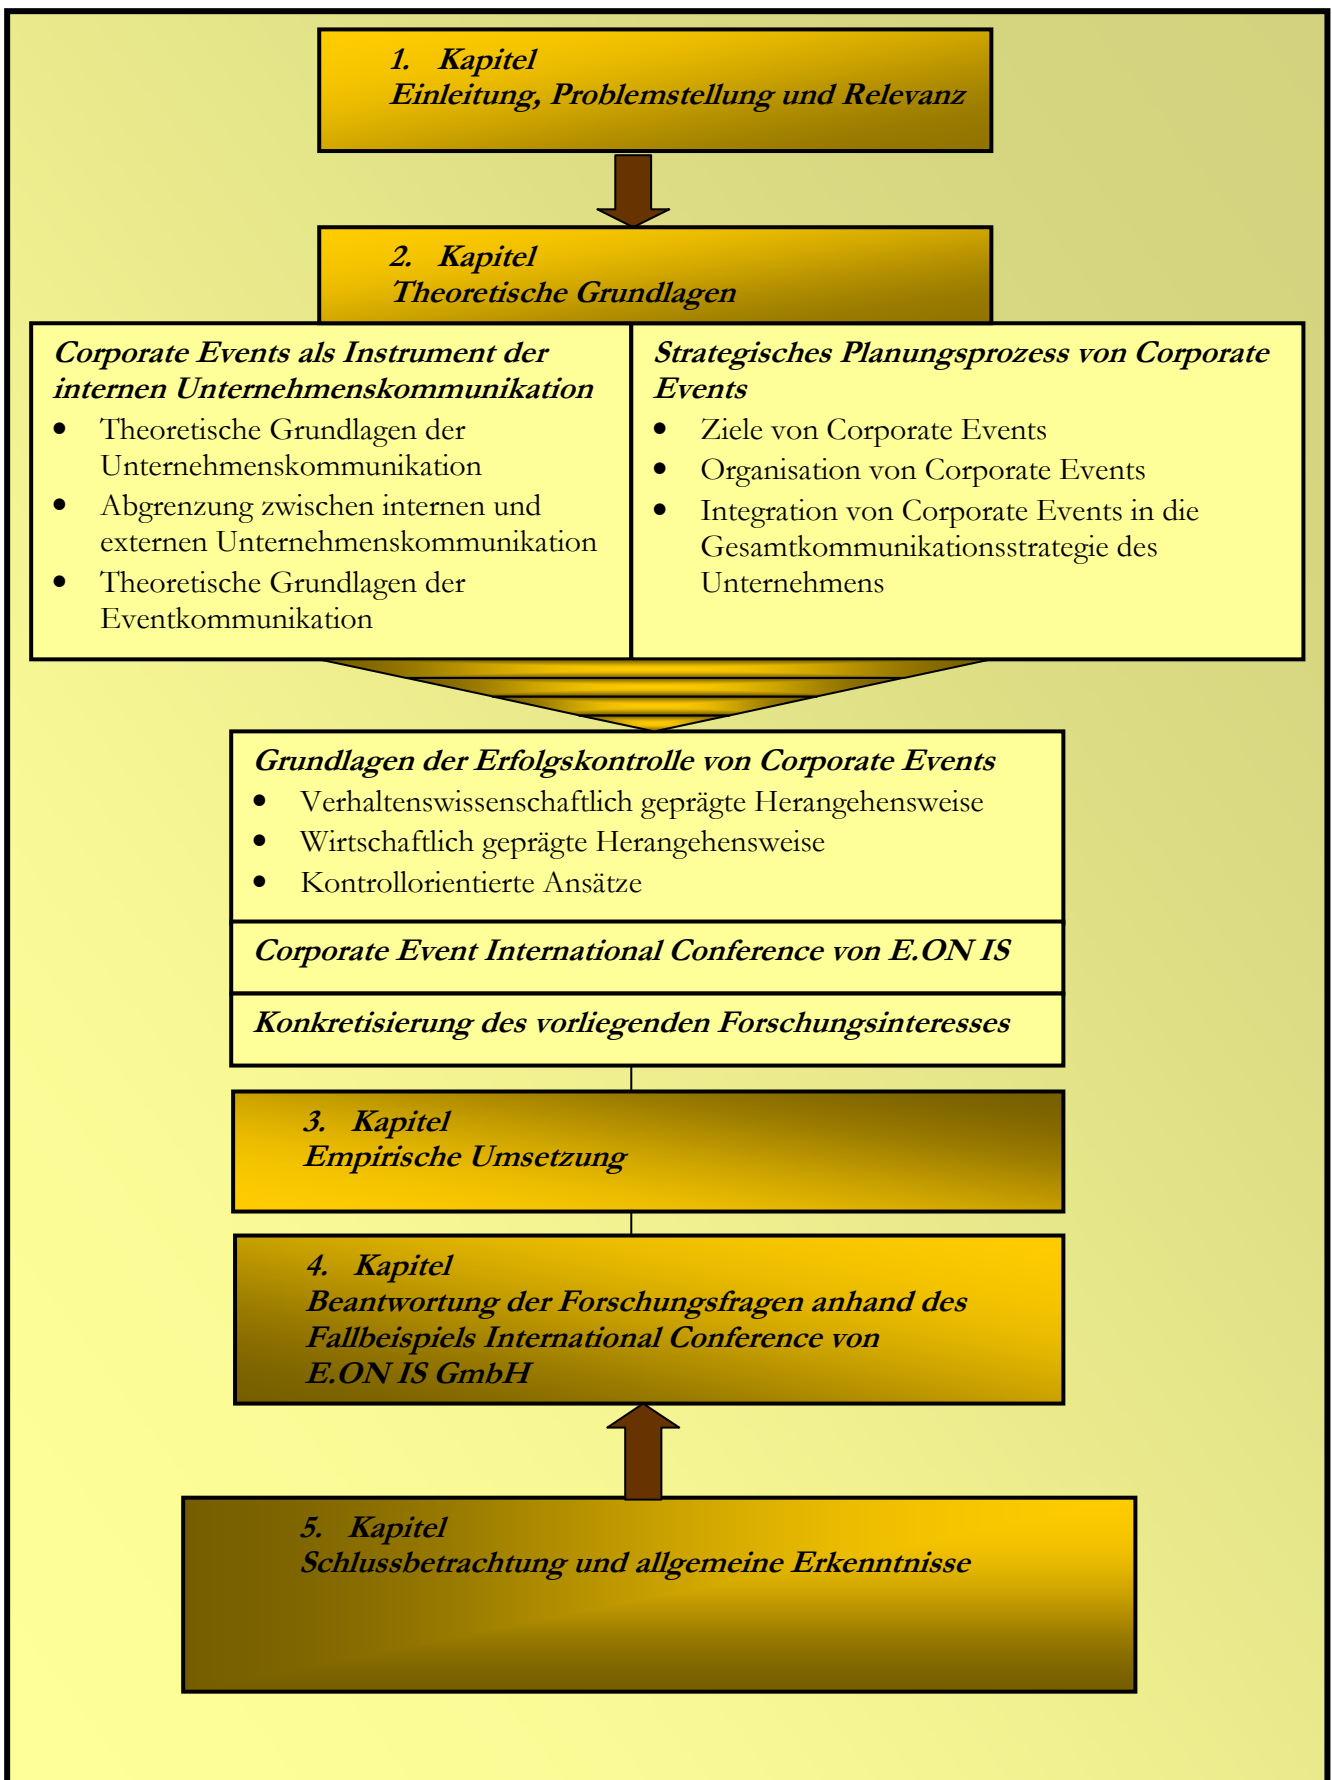 1. Kapitel
Einleitung, Problemstellung und Relevanz
2. Kapitel
Theoretische Grundlagen
Corporate Events als Instrument der
internen Unternehmenskommunikation
• Theoretische Grundlagen der
Unternehmenskommunikation
• Abgrenzung zwischen internen und
externen Unternehmenskommunikation
• Theoretische Grundlagen der
Eventkommunikation
Strategisches Planungsprozess von Corporate
Events
• Ziele von Corporate Events
• Organisation von Corporate Events
• Integration von Corporate Events in die
Gesamtkommunikationsstrategie des
Unternehmens
Grundlagen der Erfolgskontrolle von Corporate Events
• Verhaltenswissenschaftlich geprägte Herangehensweise
• Wirtschaftlich geprägte Herangehensweise
• Kontrollorientierte Ansätze
Corporate Event International Conference von E.ON IS
Konkretisierung des vorliegenden Forschungsinteresses
3. Kapitel
Empirische Umsetzung
4. Kapitel
Beantwortung der Forschungsfragen anhand des
Fallbeispiels International Conference von
E.ON IS GmbH
5. Kapitel
Schlussbetrachtung und allgemeine Erkenntnisse